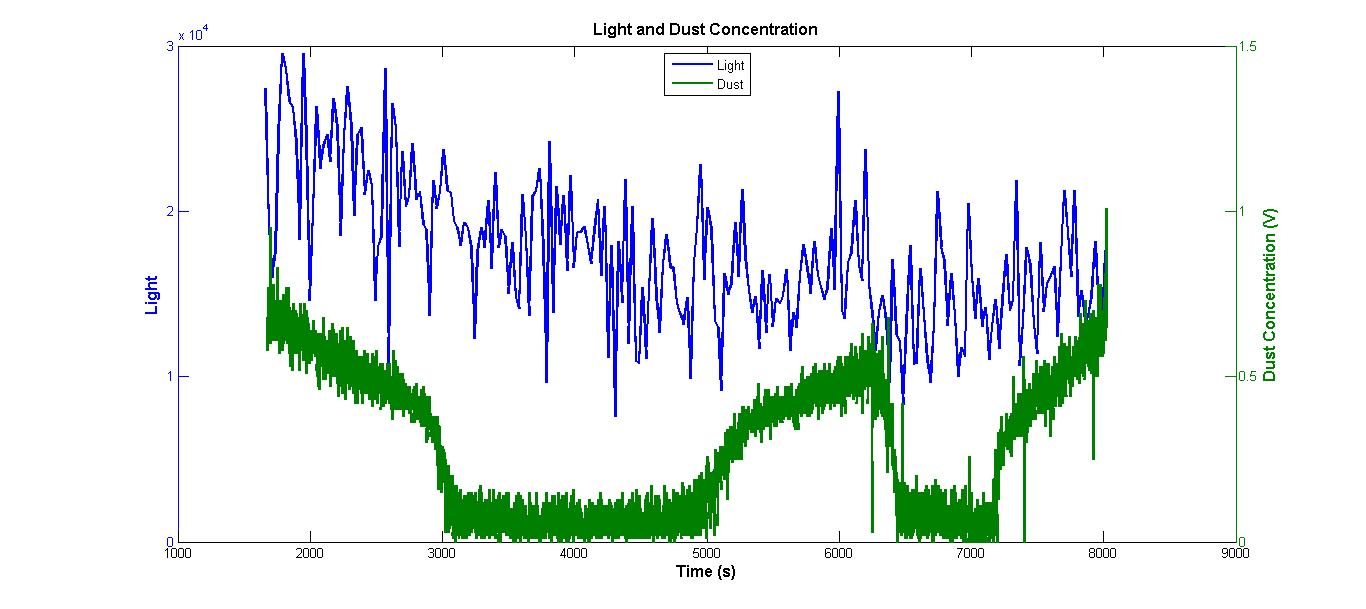 Light and Dust Concentration
x 10^4
Light
Dust
3
2
1
0
Light
1.5
1
0.5
0
Dust Concentration (V)
1000 2000 3000 4000 5000 6000 7000 8000 9000
Time (s)